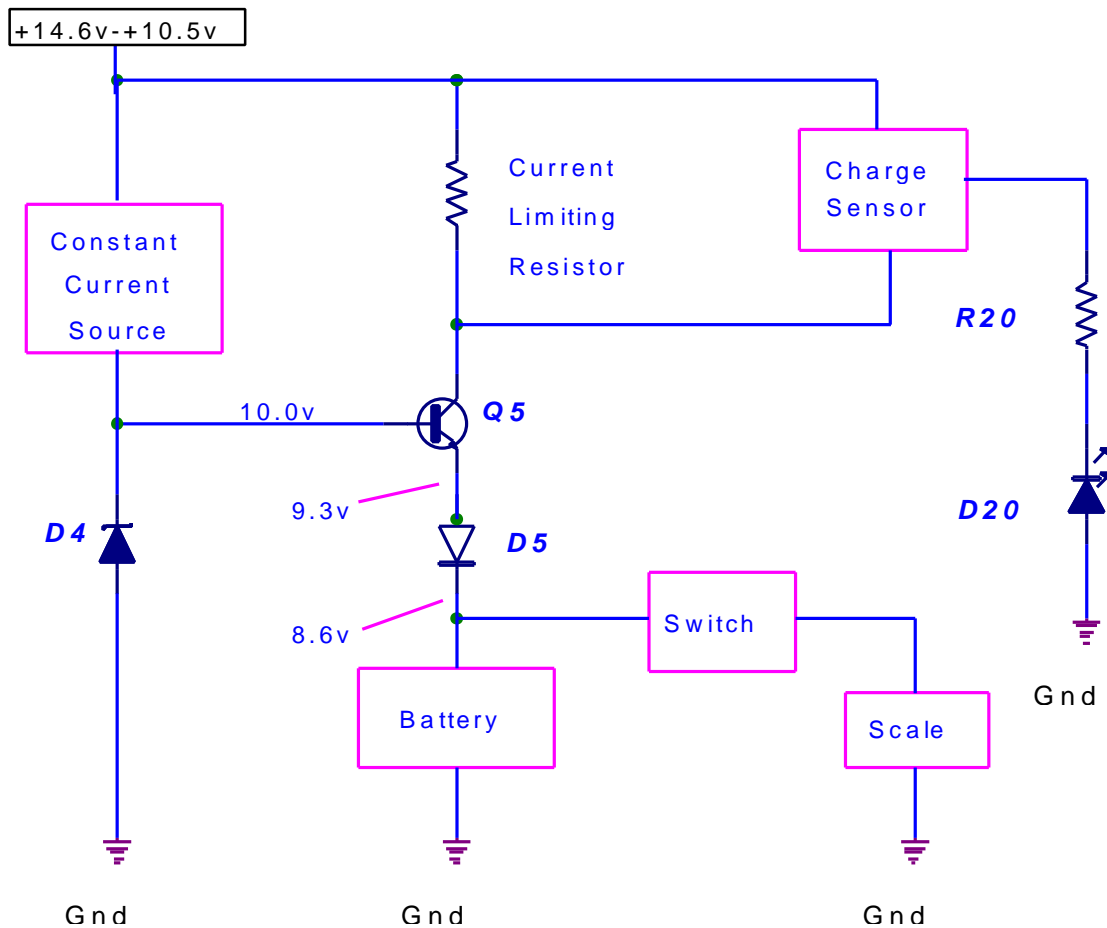 +14.6v-+10.5v
Constant
Current
Source
Current
Limiting
Resistor
Charge
Sensor
R20
10.0v
Q5
9.3v
D4
D5
D20
8.6v
Switch
Battery
Scale
Gnd
Gnd
Gnd
Gnd